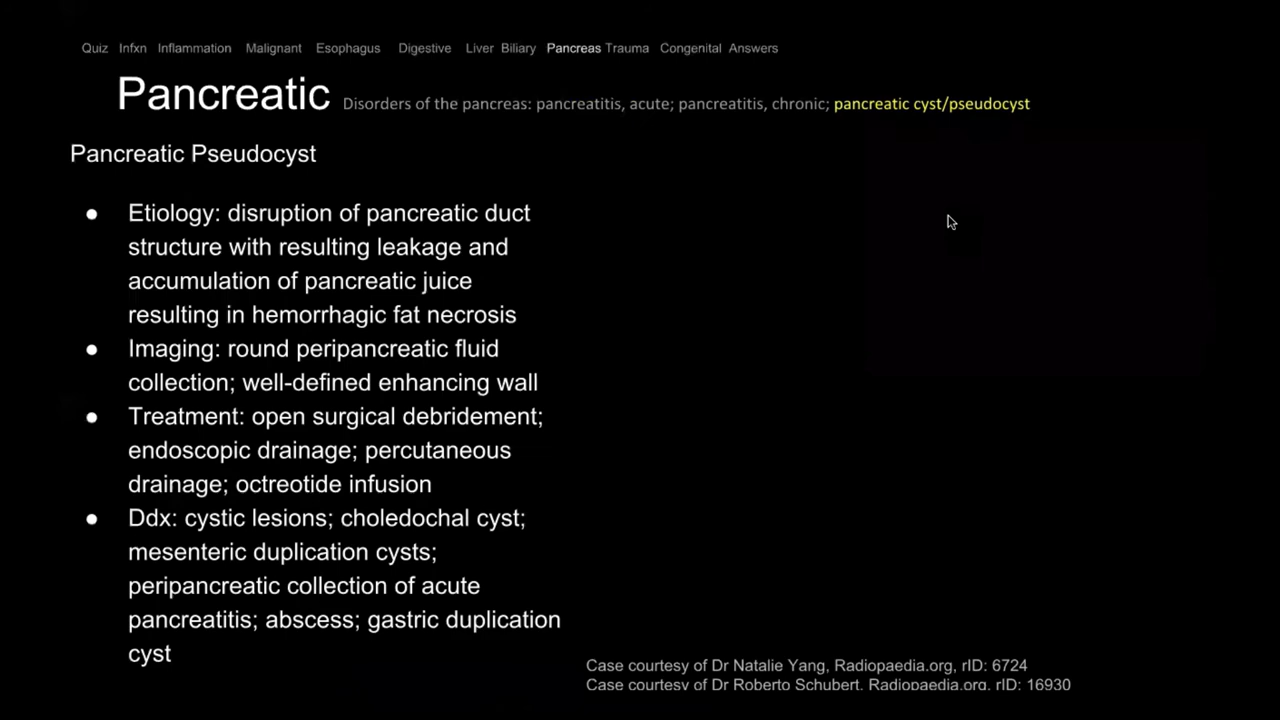 Quiz Infxn Inflammation Malignant Esophagus Digestive Liver Biliary Pancreas Trauma Congenital Answers
Pancreatic Disorders of the pancreas: pancreatitis, acute; pancreatitis, chronic; pancreatic cyst/pseudocyst
Pancreatic Pseudocyst
● Etiology: disruption of pancreatic duct
structure with resulting leakage and
accumulation of pancreatic juice
resulting in hemorrhagic fat necrosis
● Imaging: round peripancreatic fluid
collection; well-defined enhancing wall
● Treatment: open surgical debridement;
endoscopic drainage; percutaneous
drainage; octreotide infusion
● Ddx: cystic lesions; choledochal cyst;
mesenteric duplication cysts;
peripancreatic collection of acute
pancreatitis; abscess; gastric duplication
cyst
Case courtesy of Dr Natalie Yang, Radiopaedia.org, rID: 6724
Case courtesy of Dr Roberto Schubert, Radiopaedia.org, rID: 16930